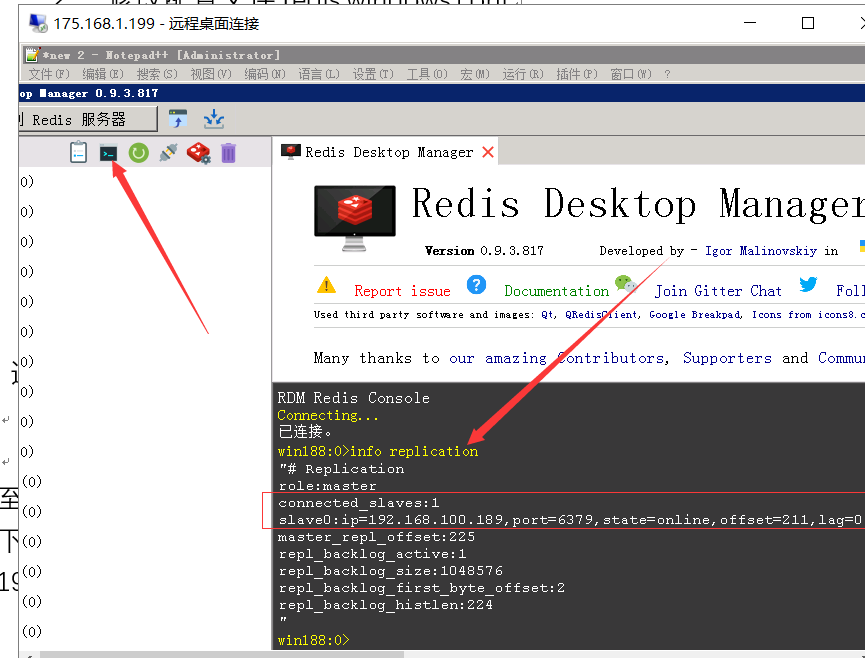 175.168.1.199 - 远程桌面连接
*new 2 - Notepad++ [Administrator]
文件(F) 编辑(E) 搜索(S) 视图(V) 编码(N) 语言(L) 设置(T) 工具(O) 宏(M) 运行(R) 插件(P) 窗口(W) ?
op Manager 0.9.3.817
Redis 服务器
Redis Desktop Manager
Redis Desktop Manager
Version 0.9.3.817 Developed by - Igor Malinovskiy in
Report issue Documentation Join Gitter Chat Foll
Used third party software and images: Qt, QRedisClient, Google Breakpad, Icons from icons8.c
Many thanks to our amazing Contributors, Supporters and Commu
0)
0)
0)
0)
0)
0)
0)
0)
0)
0)
(0)
(0)
(0)
(0)
(0)
(0)
至
下
19
RDM Redis Console
Connecting...
已连接。
win188:0>info replication
"# Replication
role:master
connected_slaves:1
slave0:ip=192.168.100.189,port=6379,state=online,offset=211,lag=0
master_repl_offset:225
repl_backlog_active:1
repl_backlog_size:1048576
repl_backlog_first_byte_offset:2
repl_backlog_histlen:224
"
win188:0>